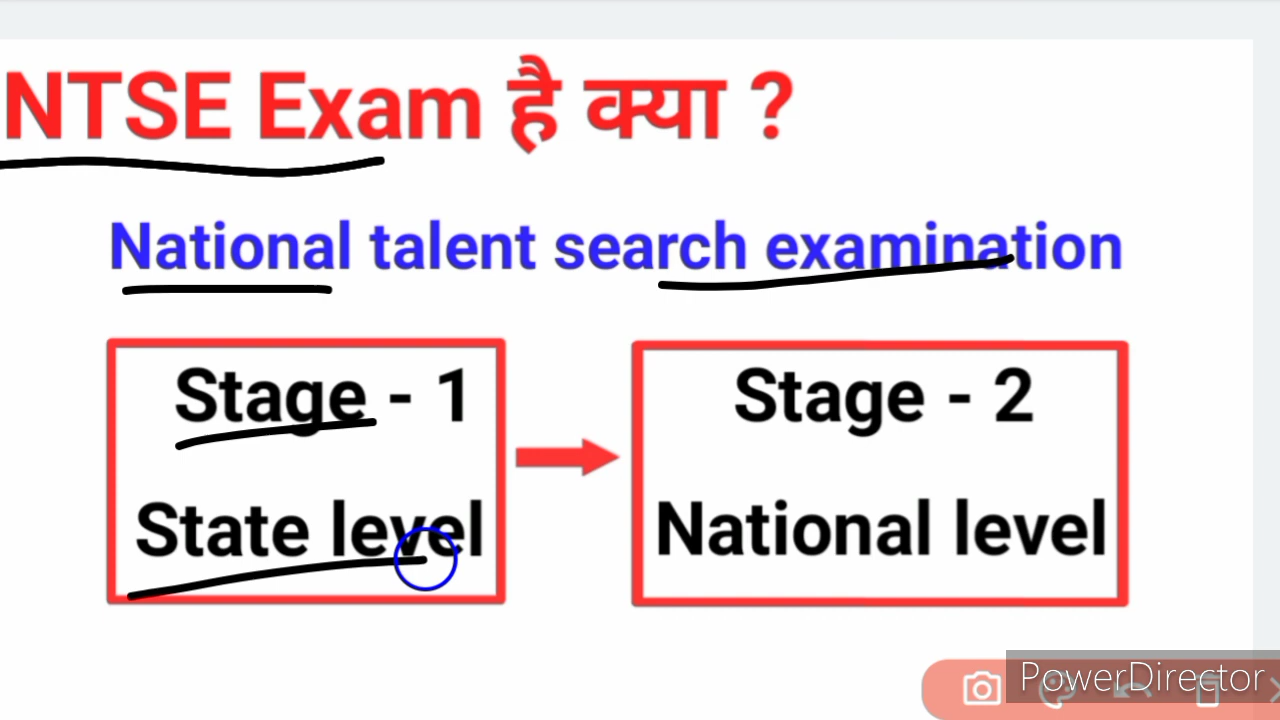 NTSE Exam है क्या ?
National talent search examination
Stage - 1
State level
Stage - 2
National level
PowerDirector